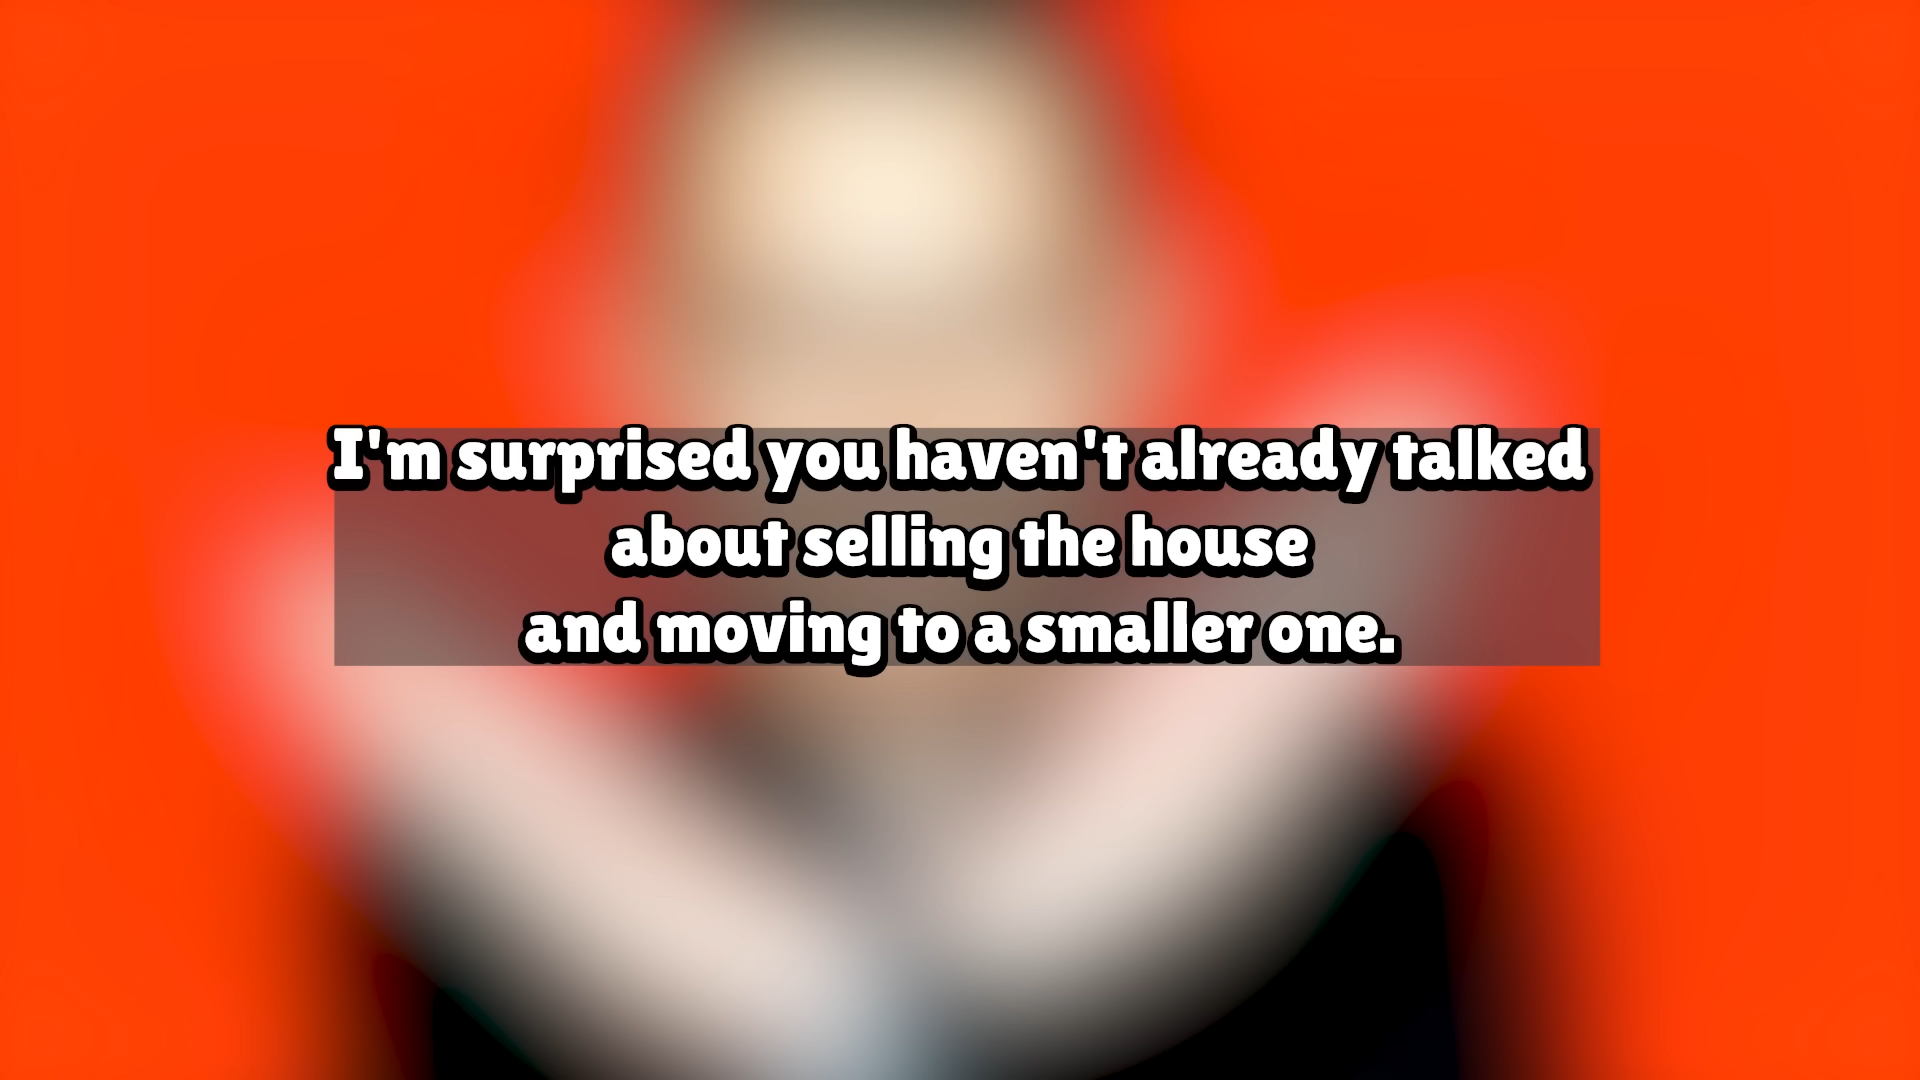 I'm surprised you haven't already talked
about selling the house
and moving to a smaller one.